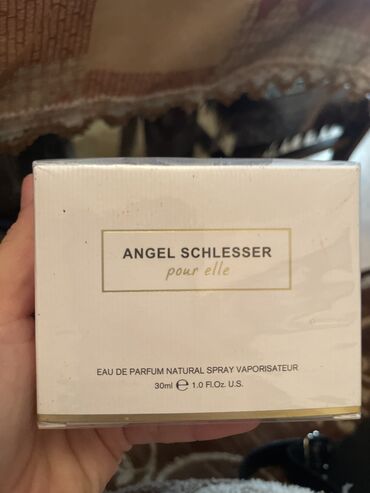 ANGEL SCHLESSER
pour elle
EAU DE PARFUM NATURAL SPRAY VAPORISATEUR
30ml ℮ 1.0 Fl.Oz. U.S.